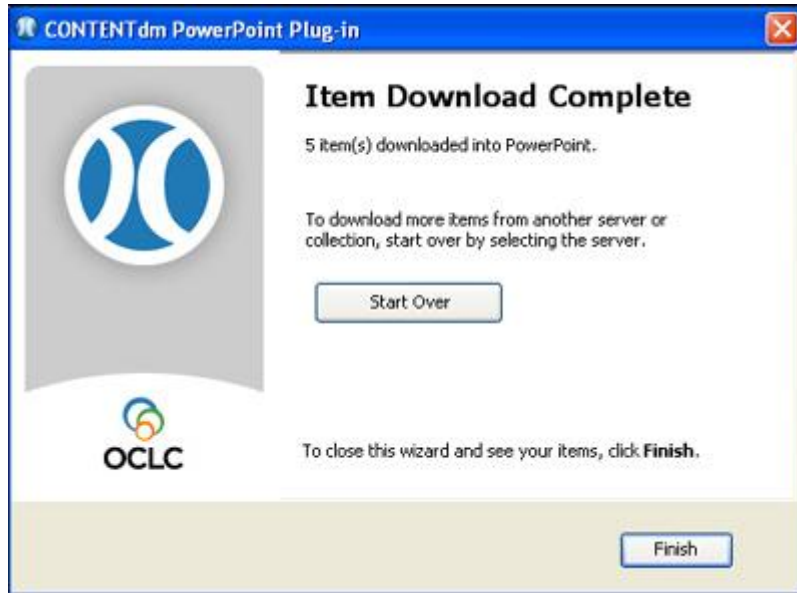 CONTENTdm PowerPoint Plug-in
Item Download Complete
5 item(s) downloaded into PowerPoint.
To download more items from another server or
collection, start over by selecting the server.
Start Over
OCLC
To close this wizard and see your items, click Finish.
Finish